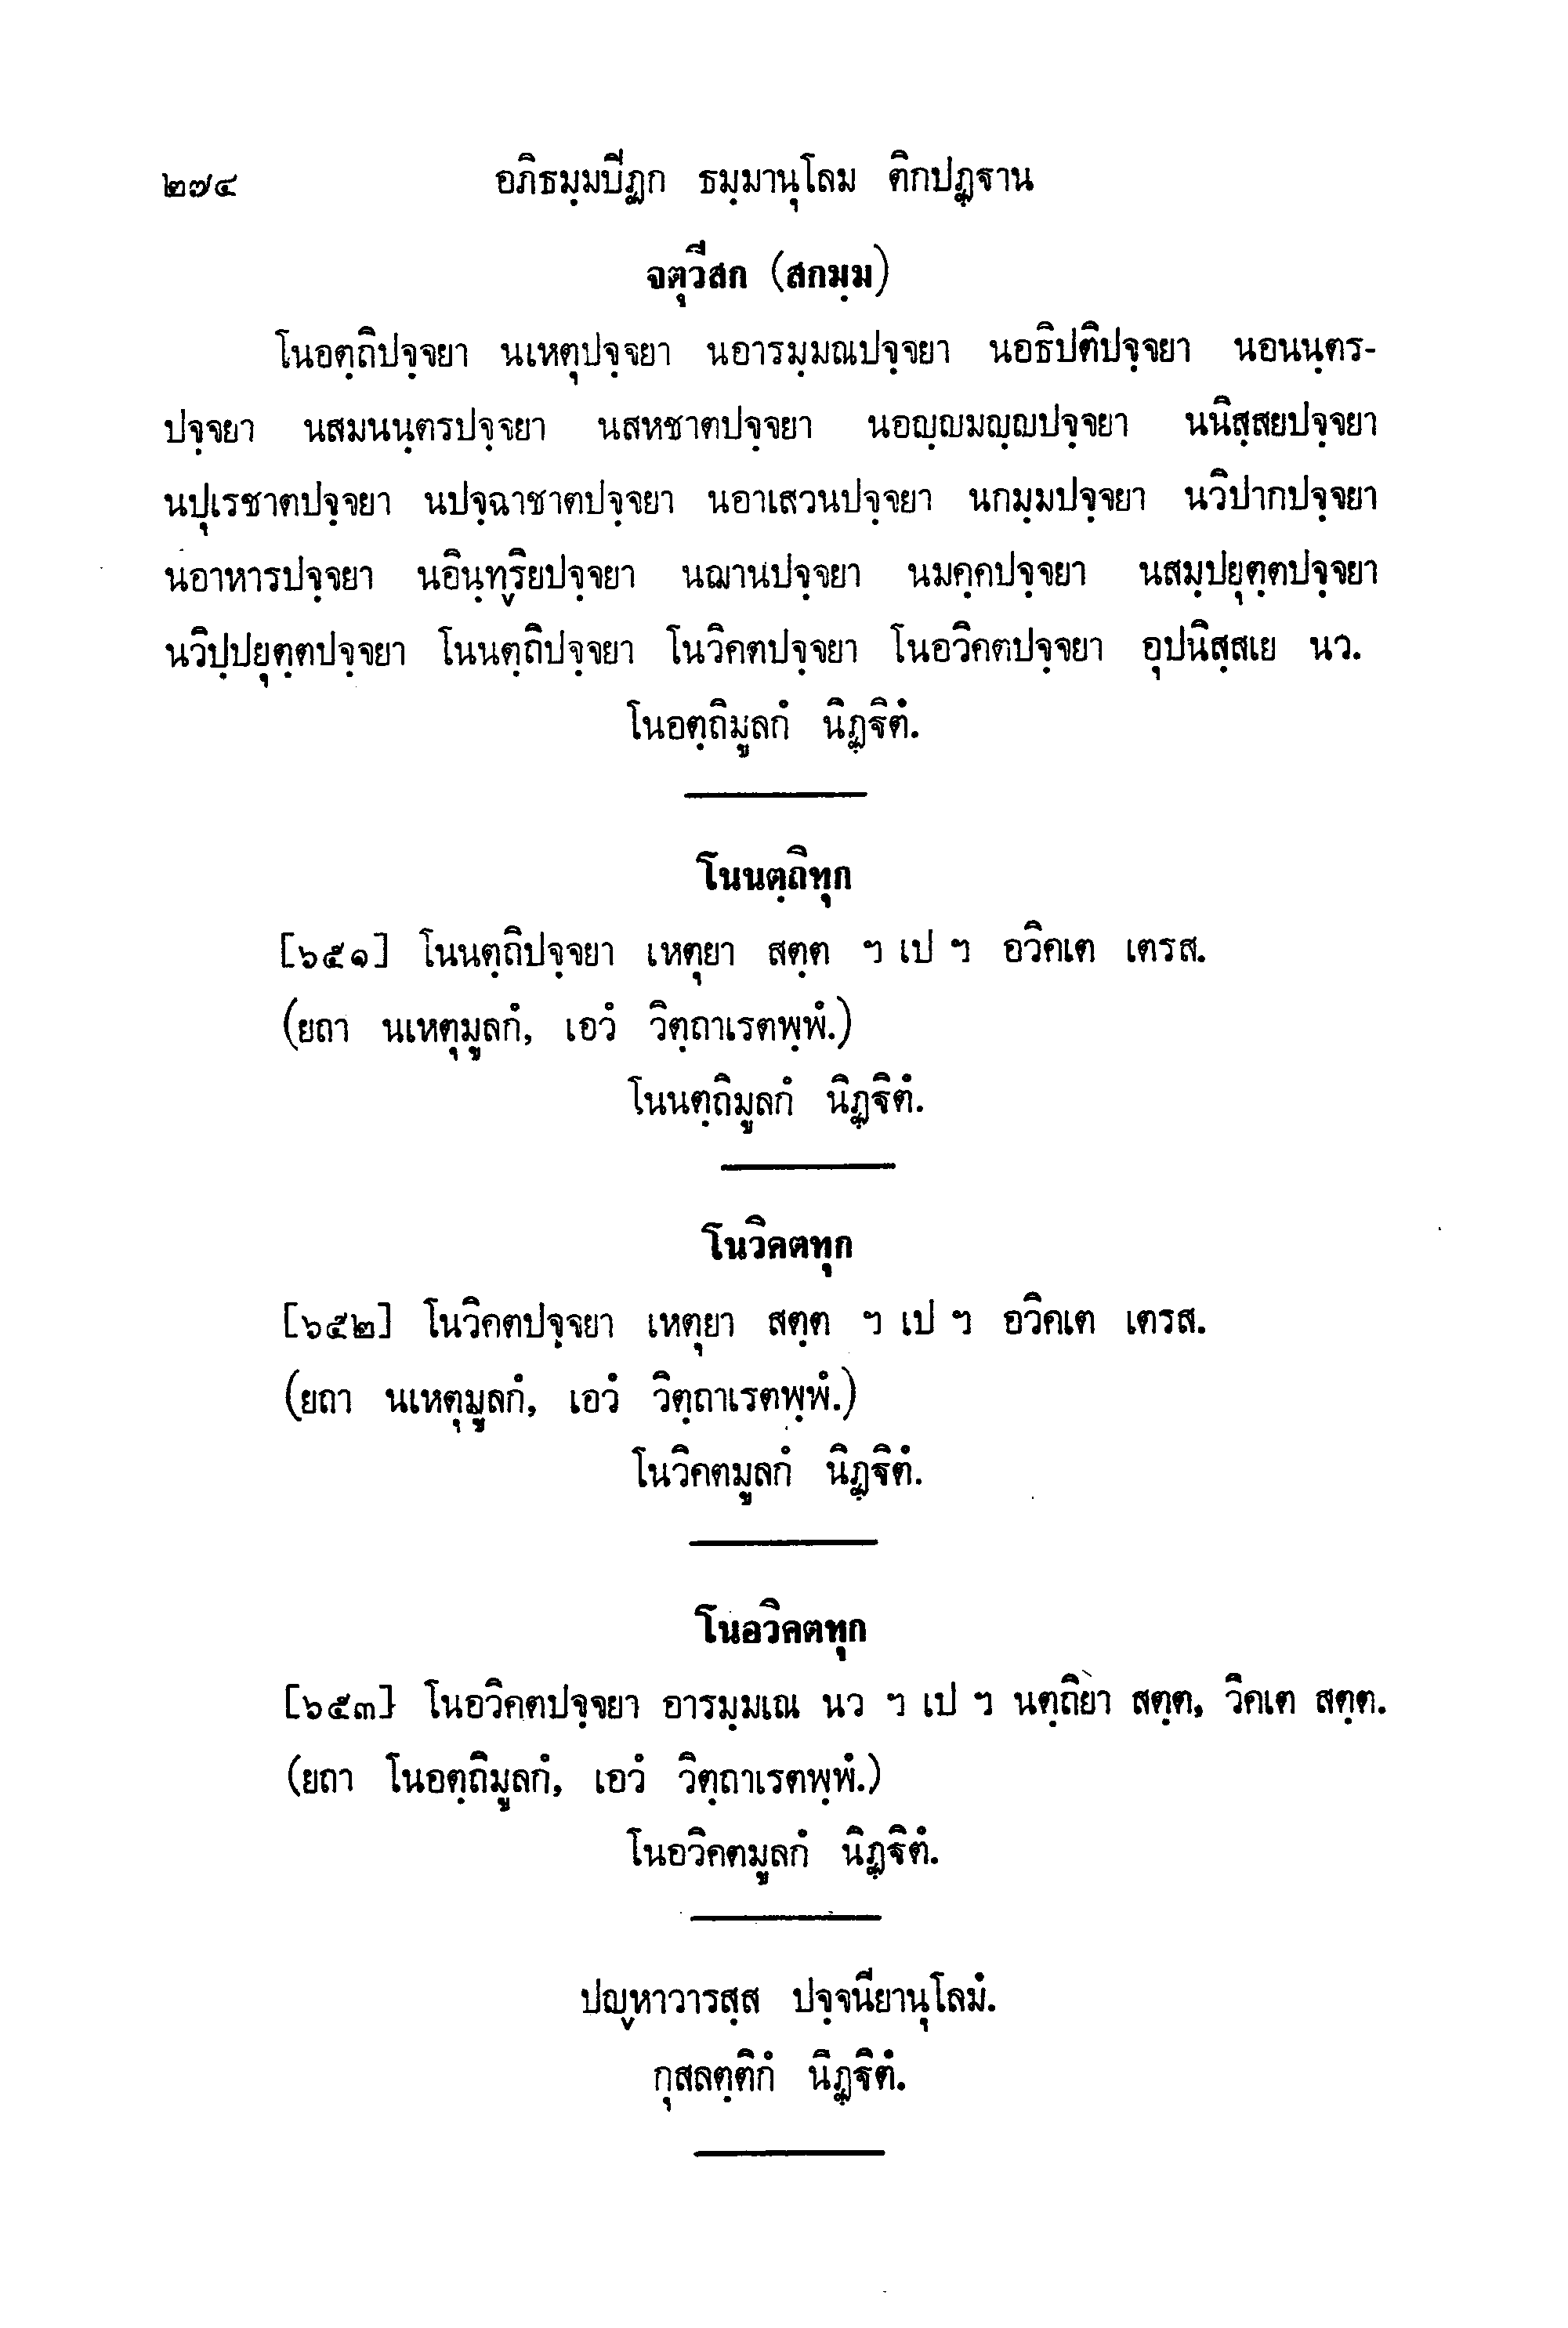 ๒๗๔ อภิธมฺมปิฏก ธมฺมานุโลม ติกปฏฺฐาน
จตุวีสก (สกมฺม)
โนอตฺถิปจฺจยา นเหตุปจฺจยา นอารมฺมณปจฺจยา นอธิปติปจฺจยา นอนนฺตร-
ปจฺจยา นสมนนฺตรปจฺจยา นสหชาตปจฺจยา นอญฺญมญฺญปจฺจยา นนิสฺสยปจฺจยา
นปุเรชาตปจฺจยา นปจฺฉาชาตปจฺจยา นอาเสวนปจฺจยา นกมฺมปจฺจยา นวิปากปจฺจยา
นอาหารปจฺจยา นอินฺทฺริยปจฺจยา นฌานปจฺจยา นมคฺคปจฺจยา นสมฺปยุตฺตปจฺจยา
นวิปฺปยุตฺตปจฺจยา โนนตฺถิปจฺจยา โนวิคตปจฺจยา โนอวิคตปจฺจยา อุปนิสฺสเย นว.
โนอตฺถิมูลกํ นิฏฺฐิตํ.
โนนตฺถิทุก
[๖๕๑] โนนตฺถิปจฺจยา เหตุยา สตฺต ฯ เป ฯ อวิคเต เตรส.
(ยถา นเหตุมูลกํ, เอวํ วิตฺถาเรตพฺพํ.)
โนนตฺถิมูลกํ นิฏฺฐิตํ.
โนวิคตทุก
[๖๕๒] โนวิคตปจฺจยา เหตุยา สตฺต ฯ เป ฯ อวิคเต เตรส.
(ยถา นเหตุมูลกํ, เอวํ วิตฺถาเรตพฺพํ.)
โนวิคตมูลกํ นิฏฺฐิตํ.
โนอวิคตทุก
[๖๕๓] โนอวิคตปจฺจยา อารมฺมเณ นว ฯ เป ฯ นตฺถิยา สตฺต, วิคเต สตฺต.
(ยถา โนอตฺถิมูลกํ, เอวํ วิตฺถาเรตพฺพํ.)
โนอวิคตมูลกํ นิฏฺฐิตํ.
ปญฺหาวารสฺส ปจฺจนียานุโลมํ.
กุสลตฺติกํ นิฏฺฐิตํ.